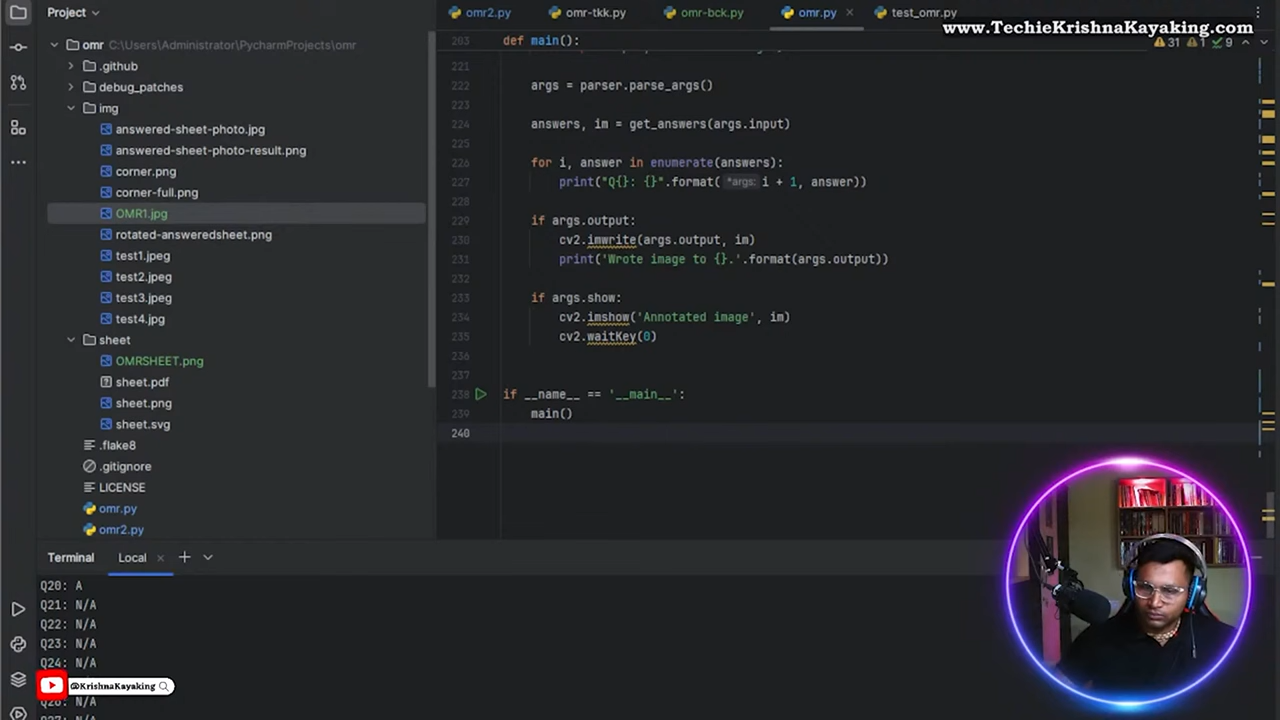 Project
omr C:\Users\Administrator\PycharmProjects\omr
.github
debug_patches
img
answered-sheet-photo.jpg
answered-sheet-photo-result.png
corner.png
corner-full.png
OMR1.jpg
rotated-answeredsheet.png
test1.jpeg
test2.jpeg
test3.jpeg
test4.jpg
sheet
OMRSHEET.png
sheet.pdf
sheet.png
sheet.svg
.flake8
.gitignore
LICENSE
omr.py
omr2.py
omr2.py omr-tkk.py omr-bck.py omr.py test_omr.py
www.TechieKrishnaKayaking.com
31 1 9
203 def main():
221
222 args = parser.parse_args()
223
224 answers, im = get_answers(args.input)
225
226 for i, answer in enumerate(answers):
227 print("Q{}: {}".format( *args: i + 1, answer))
228
229 if args.output:
230 cv2.imwrite(args.output, im)
231 print('Wrote image to {}.'.format(args.output))
232
233 if args.show:
234 cv2.imshow('Annotated image', im)
235 cv2.waitKey(0)
236
237
238 if __name__ == '__main__':
239 main()
240
Terminal Local
Q20: A
Q21: N/A
Q22: N/A
Q23: N/A
Q24: N/A
@KrishnaKayaking